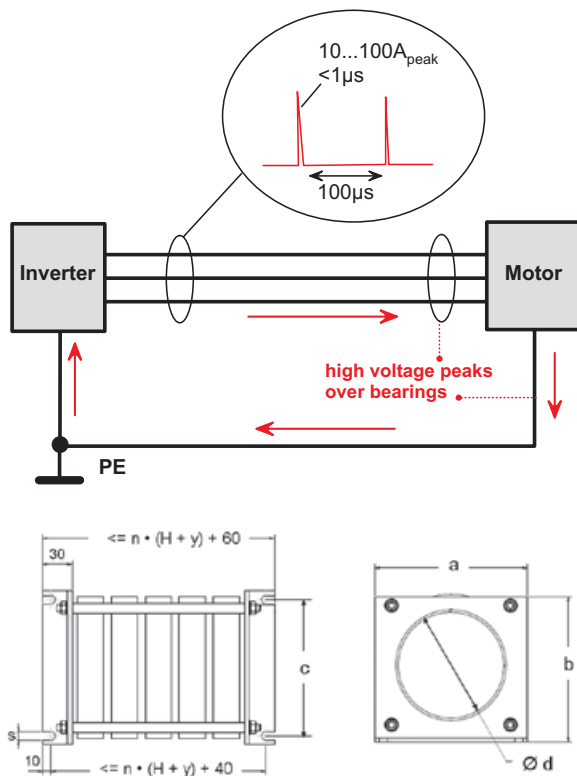 10...100Apeak
<1µs
100µs
Inverter
Motor
high voltage peaks
over bearings
PE
<= n • (H + y) + 60
30
c
s
10
<= n • (H + y) + 40
a
b
Ø d